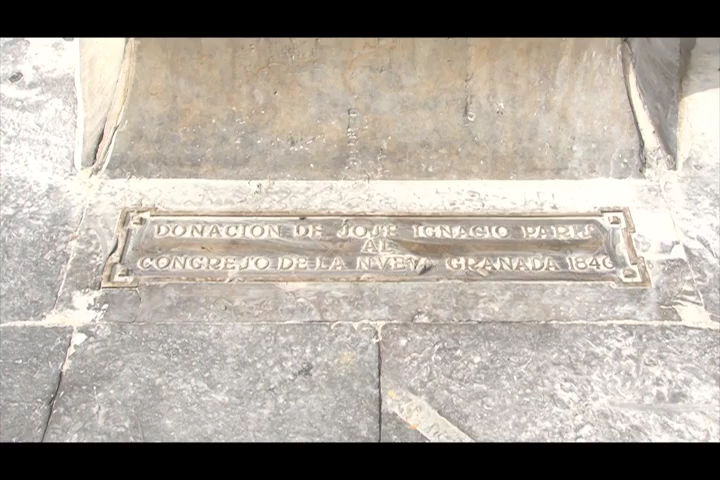 DONACION DE JOSE IGNACIO PARIS
AL
CONGRESO DE LA NVEVA GRANADA 1846